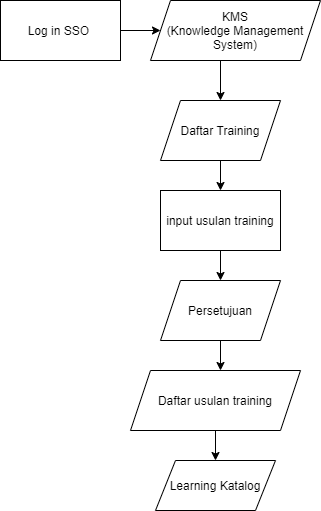 Log in SSO
KMS
(Knowledge Management
System)
Daftar Training
input usulan training
Persetujuan
Daftar usulan training
Learning Katalog